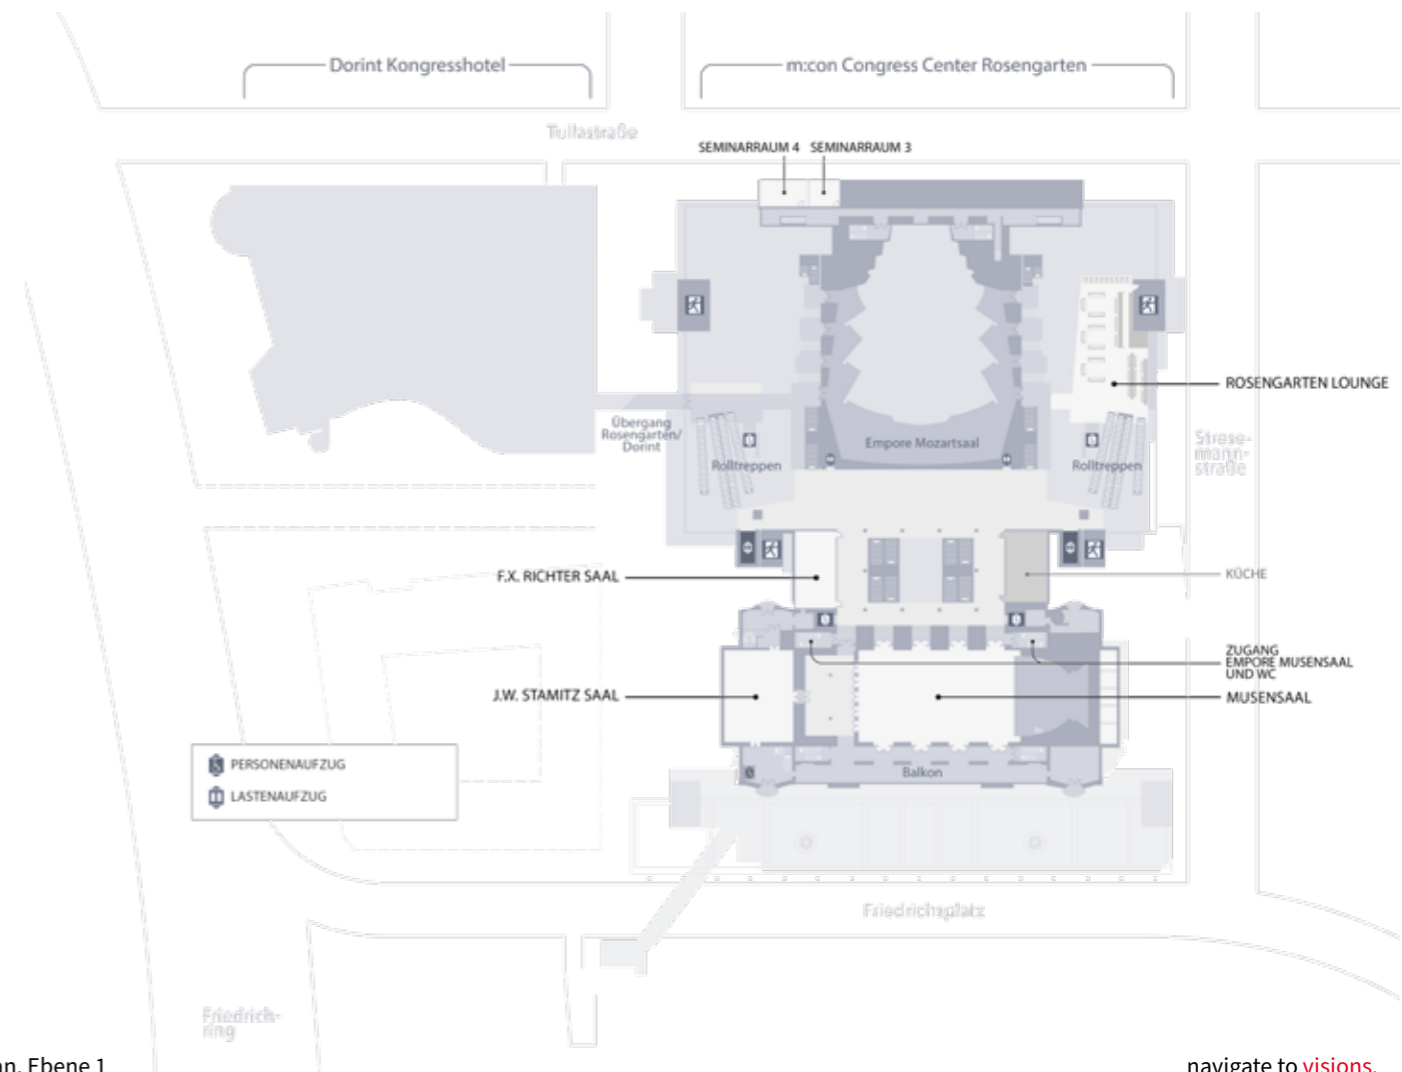 Dorint Kongresshotel
m:con Congress Center Rosengarten
Tullastraße
SEMINARRAUM 4
SEMINARRAUM 3
ROSENGARTEN LOUNGE
Übergang
Rosengarten/
Dorint
Empore Mozartsaal
Rolltreppen
Rolltreppen
Strese-
mann-
straße
F.X. RICHTER SAAL
KÜCHE
ZUGANG
EMPORE MUSENSAAL
UND WC
J.W. STAMITZ SAAL
MUSENSAAL
PERSONENAUFZUG
LASTENAUFZUG
Balkon
Friedrichsplatz
Friedrich-
ring
Ebene 1
navigate to visions.